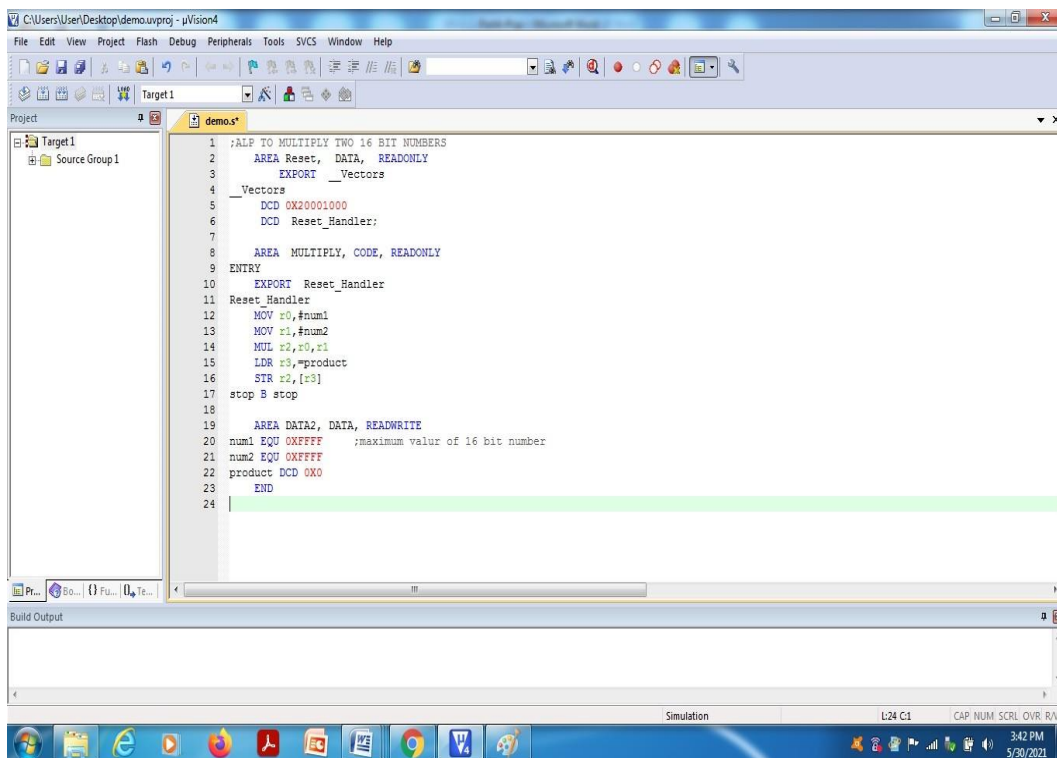 C:\Users\User\Desktop\demo.uvproj - µVision4
File Edit View Project Flash Debug Peripherals Tools SVCS Window Help
LOAD Target 1
Project
demo.s*
Target 1
Source Group 1
1 ;ALP TO MULTIPLY TWO 16 BIT NUMBERS
2 AREA Reset, DATA, READONLY
3 EXPORT __Vectors
4 __Vectors
5 DCD 0X20001000
6 DCD Reset_Handler;
7
8 AREA MULTIPLY, CODE, READONLY
9 ENTRY
10 EXPORT Reset_Handler
11 Reset_Handler
12 MOV r0,#num1
13 MOV r1,#num2
14 MUL r2,r0,r1
15 LDR r3,=product
16 STR r2,[r3]
17 stop B stop
18
19 AREA DATA2, DATA, READWRITE
20 num1 EQU 0XFFFF ;maximum valur of 16 bit number
21 num2 EQU 0XFFFF
22 product DCD 0X0
23 END
24
Pr... Bo... {} Fu... Te...
Build Output
Simulation L:24 C:1 CAP NUM SCRL OVR
3:42 PM
5/30/2021